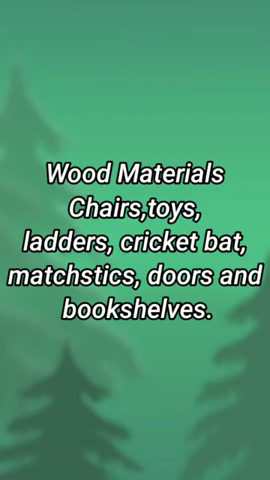 Wood Materials
Chairs,toys,
ladders, cricket bat,
matchstics, doors and
bookshelves.